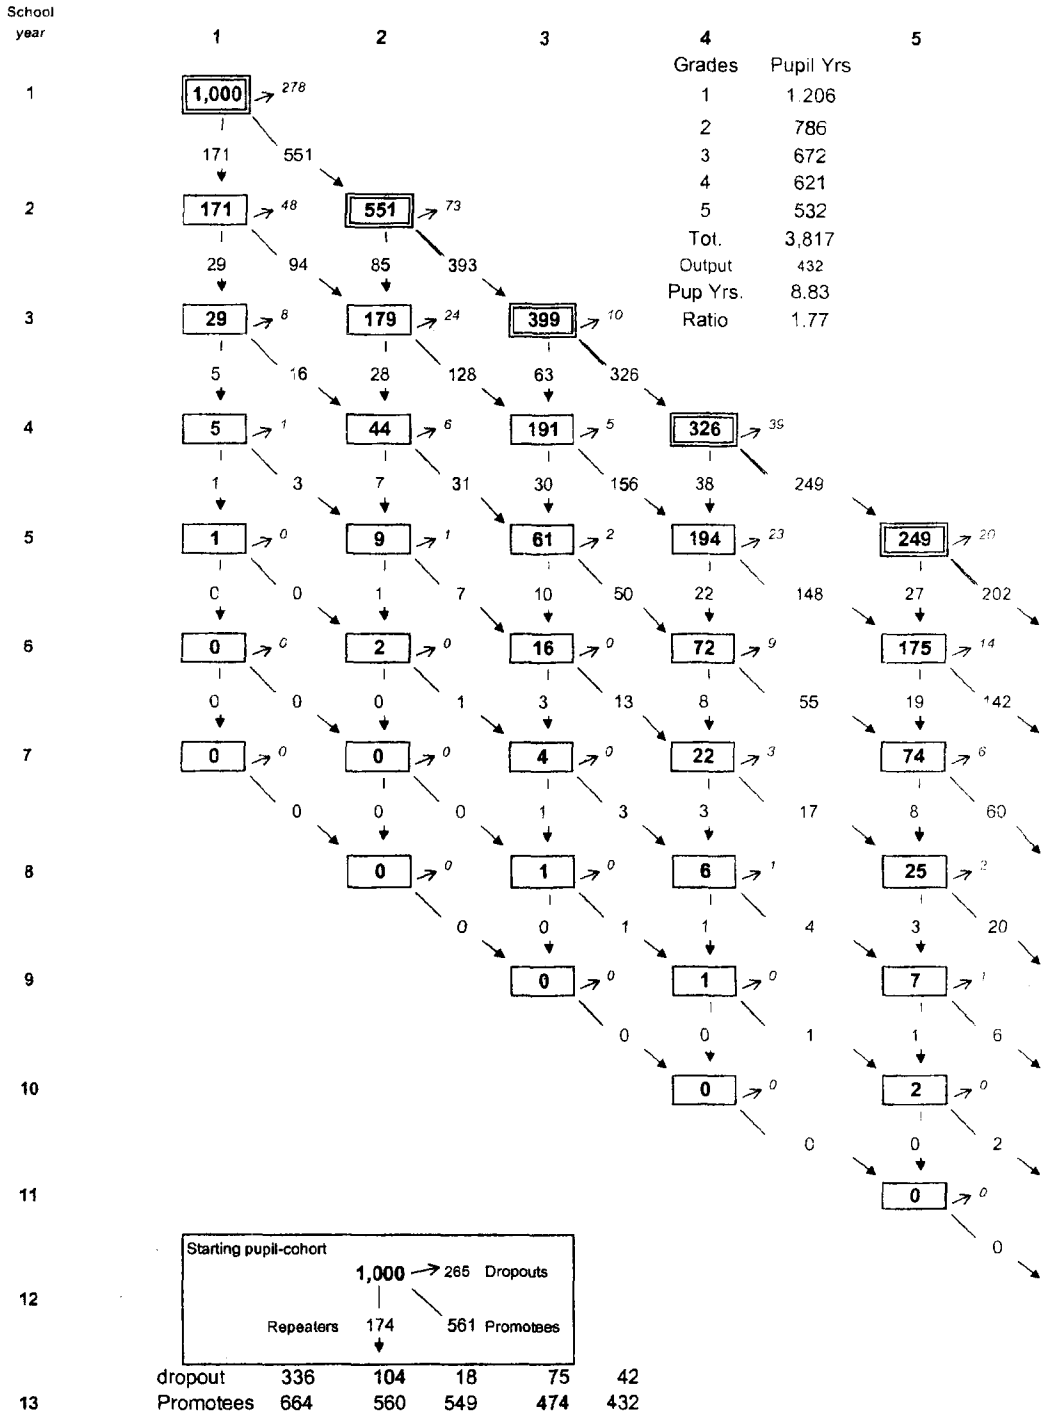 School
year
1 2 3 4 5
Grades Pupil Yrs
1 1,000 278 1 1.206
2 786
171 551 3 672
4 621
2 171 48 551 73 5 532
Tot. 3,817
29 94 85 393 Output 432
Pup Yrs. 8.83
3 29 8 179 24 399 10 Ratio 1.77
5 16 28 128 63 326
4 5 1 44 6 191 5 326 39
1 3 7 31 30 156 38 249
5 1 0 9 1 61 2 194 23 249 20
0 0 1 7 10 50 22 148 27 202
6 0 0 2 0 16 0 72 9 175 14
0 0 0 1 3 13 8 55 19 142
7 0 0 0 0 4 0 22 3 74 6
0 0 0 1 3 3 17 8 60
8 0 0 1 0 6 1 25 2
0 0 1 1 4 3 20
9 0 0 1 0 7 1
0 0 1 1 6
10 0 0 2 0
0 0 2
11 0 0
Starting pupil-cohort 0
1,000 265 Dropouts
12
Repeaters 174 561 Promotees
dropout 336 104 18 75 42
13 Promotees 664 560 549 474 432